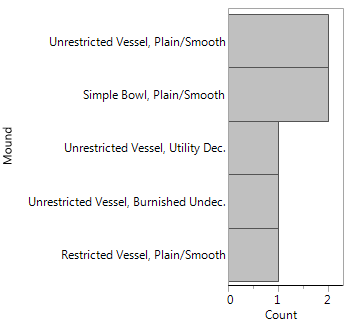 Mound
Unrestricted Vessel, Plain/Smooth
Simple Bowl, Plain/Smooth
Unrestricted Vessel, Utility Dec.
Unrestricted Vessel, Burnished Undec.
Restricted Vessel, Plain/Smooth
0 1 2
Count